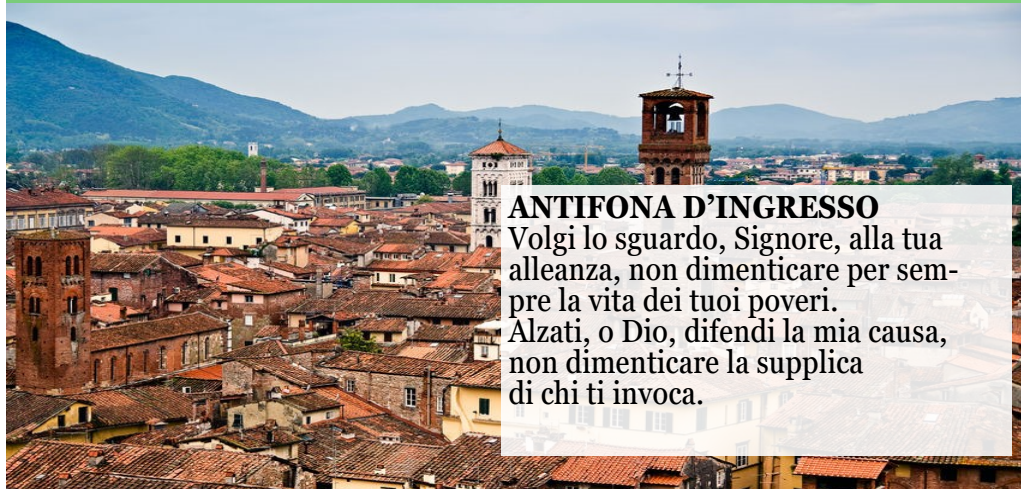 ANTIFONA D’INGRESSO
Volgi lo sguardo, Signore, alla tua
alleanza, non dimenticare per sem-
pre la vita dei tuoi poveri.
Alzati, o Dio, difendi la mia causa,
non dimenticare la supplica
di chi ti invoca.